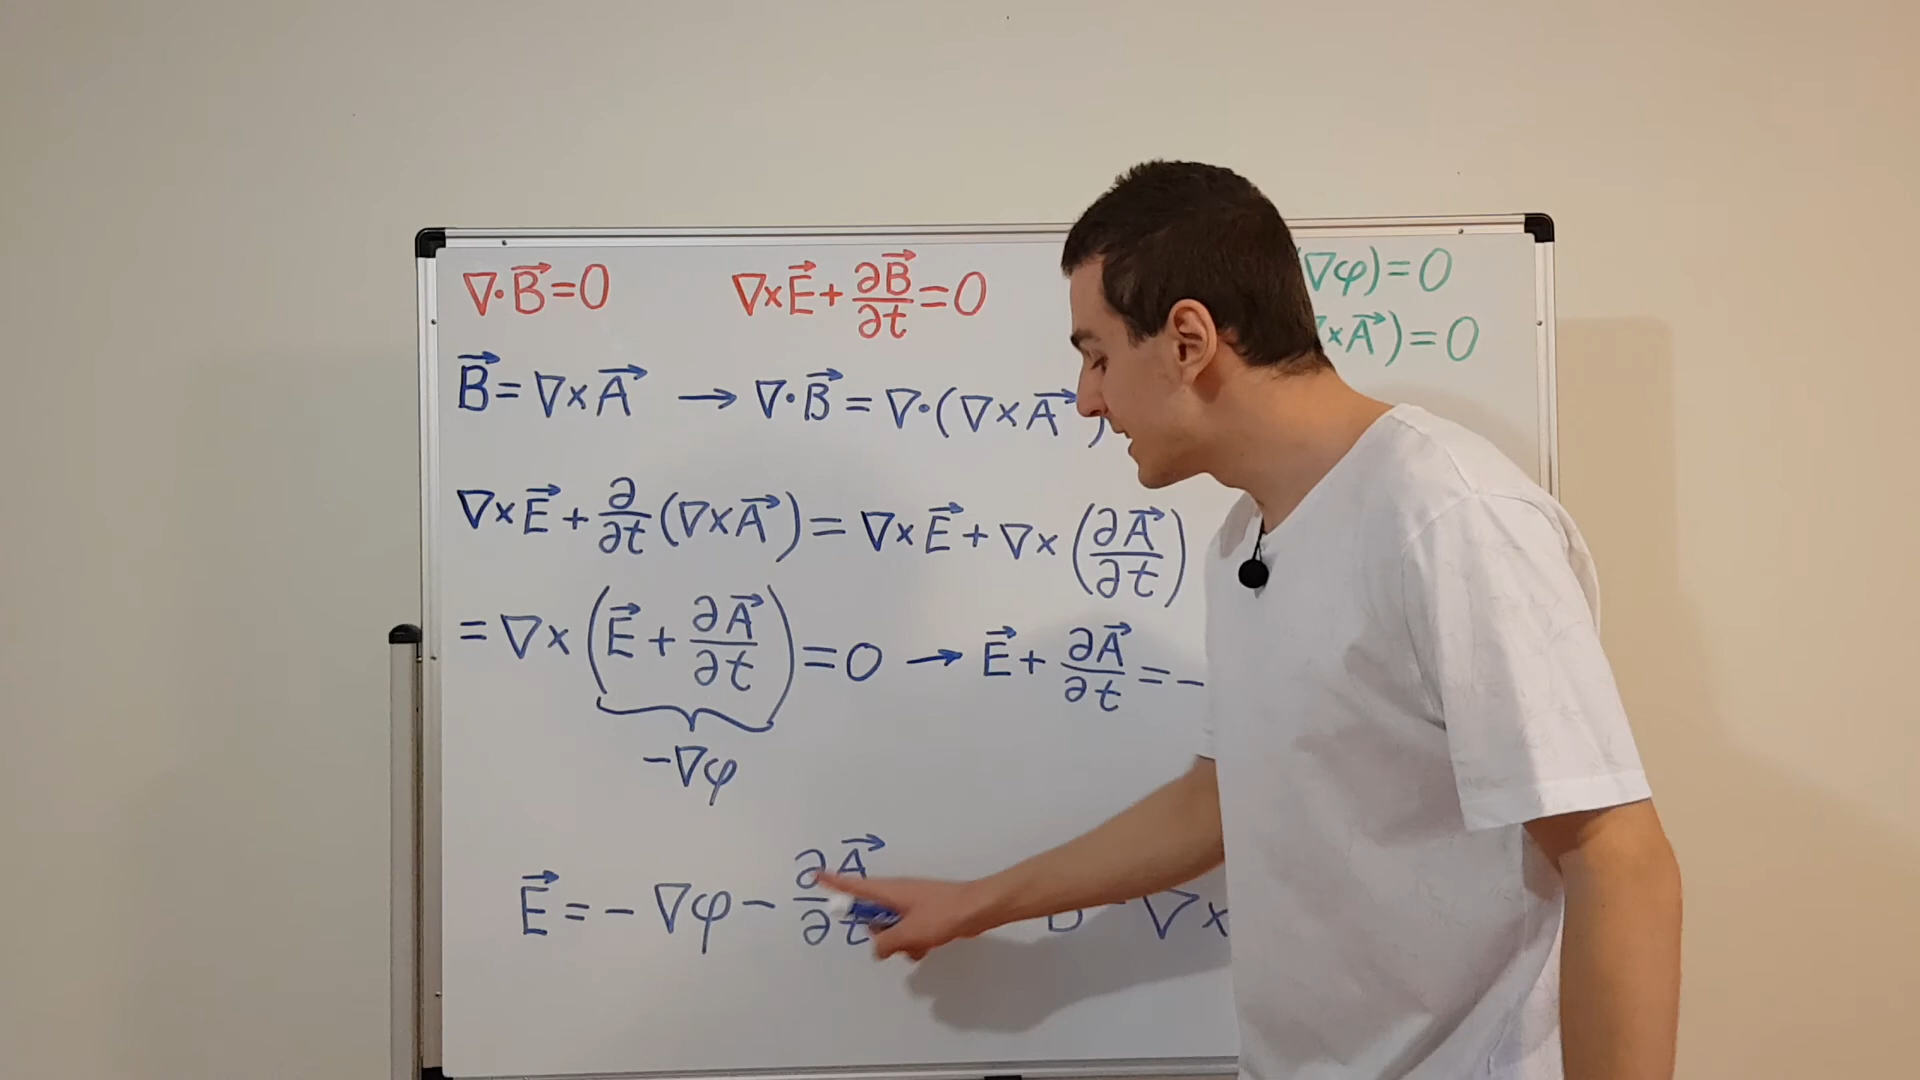 ∇·B⃗=0   ∇×E⃗+∂B⃗/∂t=0   (∇φ)=0
×A⃗)=0
B⃗=∇×A⃗ → ∇·B⃗=∇·(∇×A⃗)
∇×E⃗+∂/∂t(∇×A⃗)=∇×E⃗+∇×(∂A⃗/∂t)
=∇×(E⃗+∂A⃗/∂t)=0 → E⃗+∂A⃗/∂t=-
-∇φ
E⃗=-∇φ-∂A⃗/∂t   ∇×